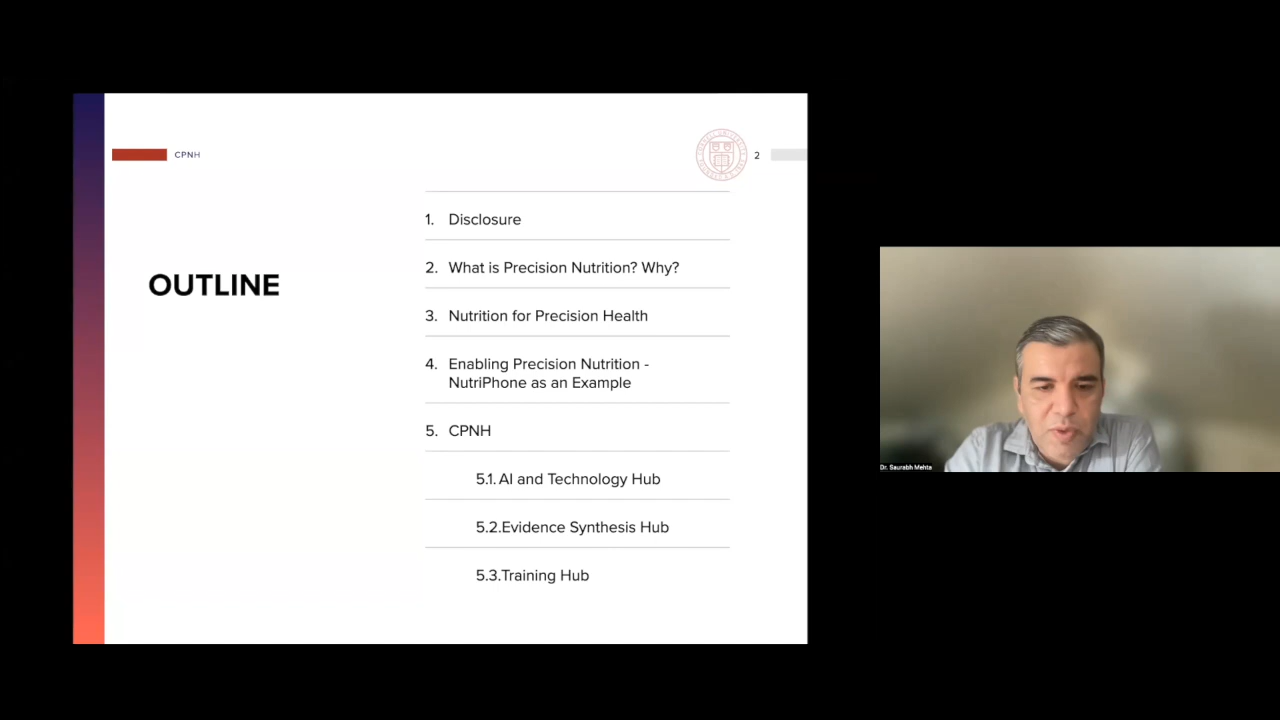 CPNH
2
OUTLINE
1. Disclosure
2. What is Precision Nutrition? Why?
3. Nutrition for Precision Health
4. Enabling Precision Nutrition -
NutriPhone as an Example
5. CPNH
5.1. AI and Technology Hub
5.2.Evidence Synthesis Hub
5.3.Training Hub
Dr. Saurabh Mehta